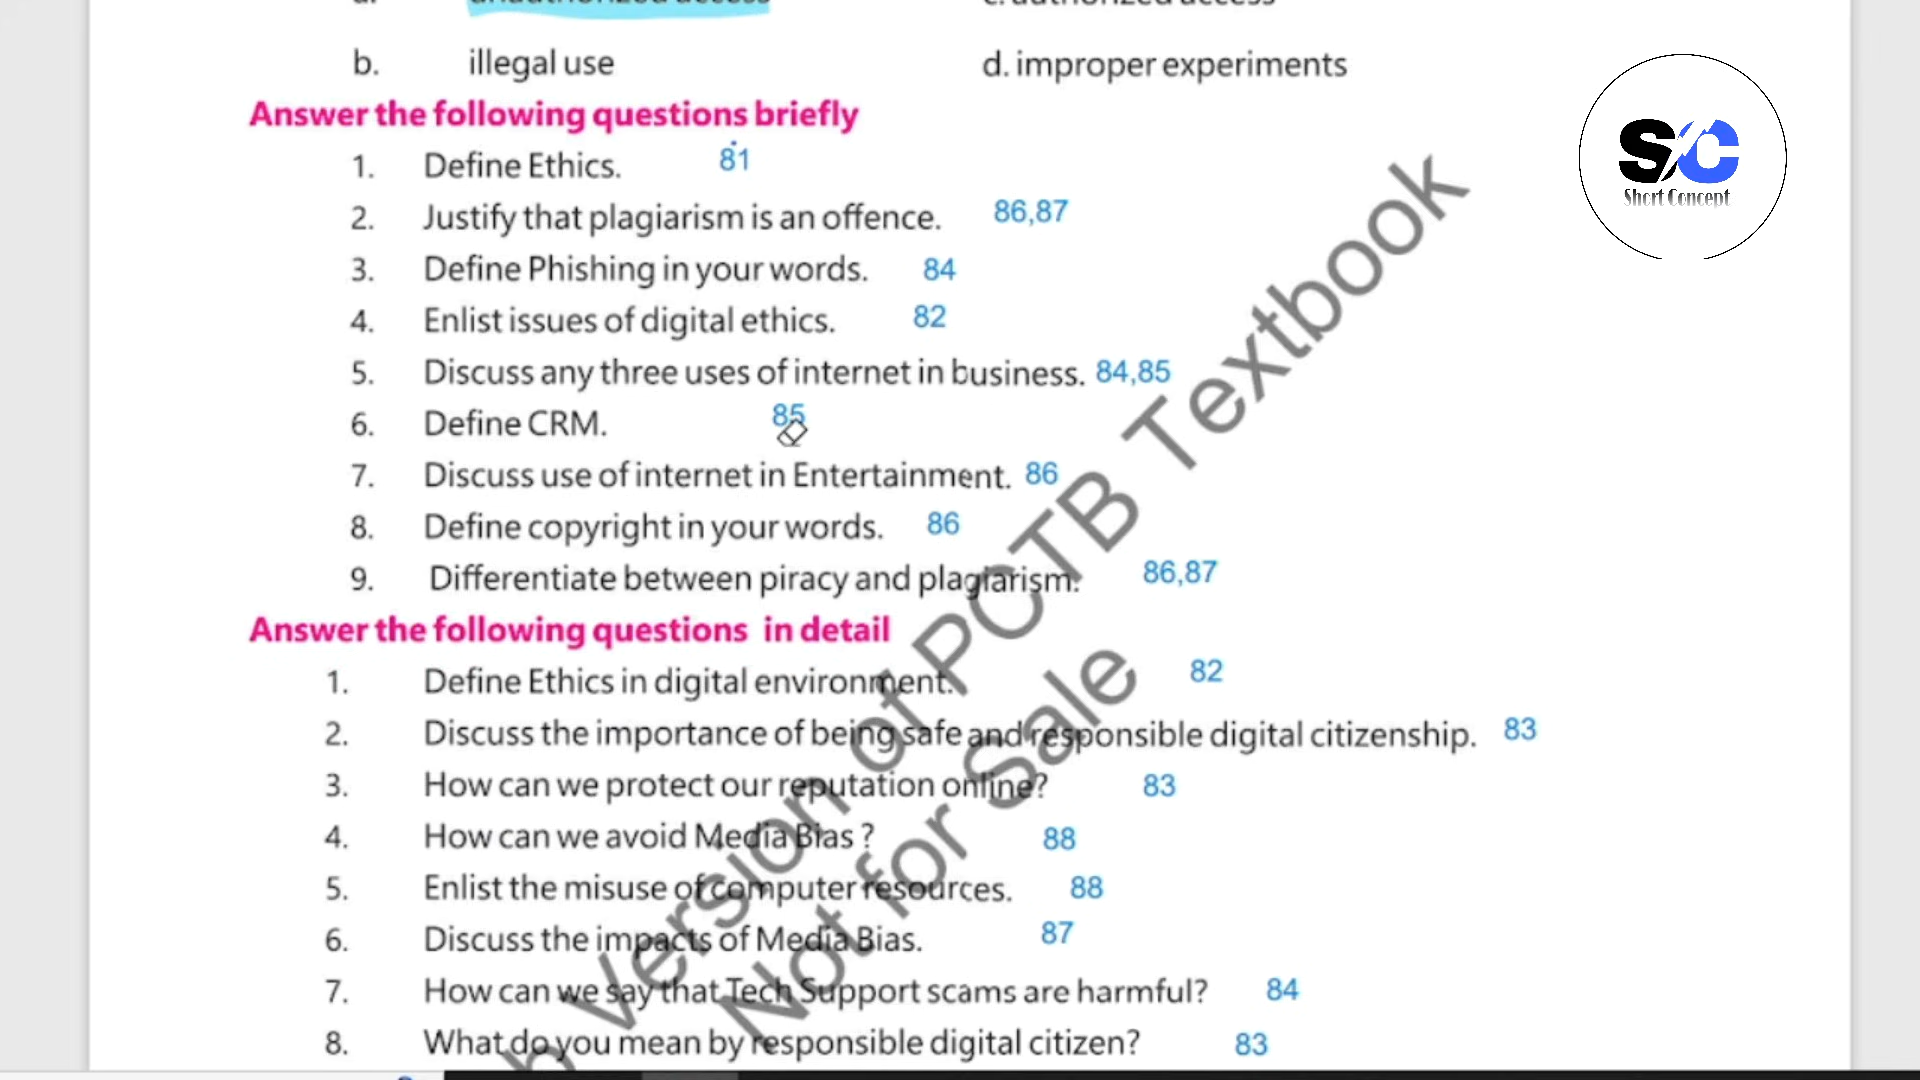 a. unauthorized access c. authorized access
b. illegal use d. improper experiments
Answer the following questions briefly
1. Define Ethics. 81
2. Justify that plagiarism is an offence. 86,87
3. Define Phishing in your words. 84
4. Enlist issues of digital ethics. 82
5. Discuss any three uses of internet in business. 84,85
6. Define CRM. 85
7. Discuss use of internet in Entertainment. 86
8. Define copyright in your words. 86
9. Differentiate between piracy and plagiarism. 86,87
Answer the following questions in detail
1. Define Ethics in digital environment. 82
2. Discuss the importance of being safe and responsible digital citizenship. 83
3. How can we protect our reputation online? 83
4. How can we avoid Media Bias ? 88
5. Enlist the misuse of computer resources. 88
6. Discuss the impacts of Media Bias. 87
7. How can we say that Tech Support scams are harmful? 84
8. What do you mean by responsible digital citizen? 83
SC
Short Concept
Version of PCTB Textbook
Not for Sale